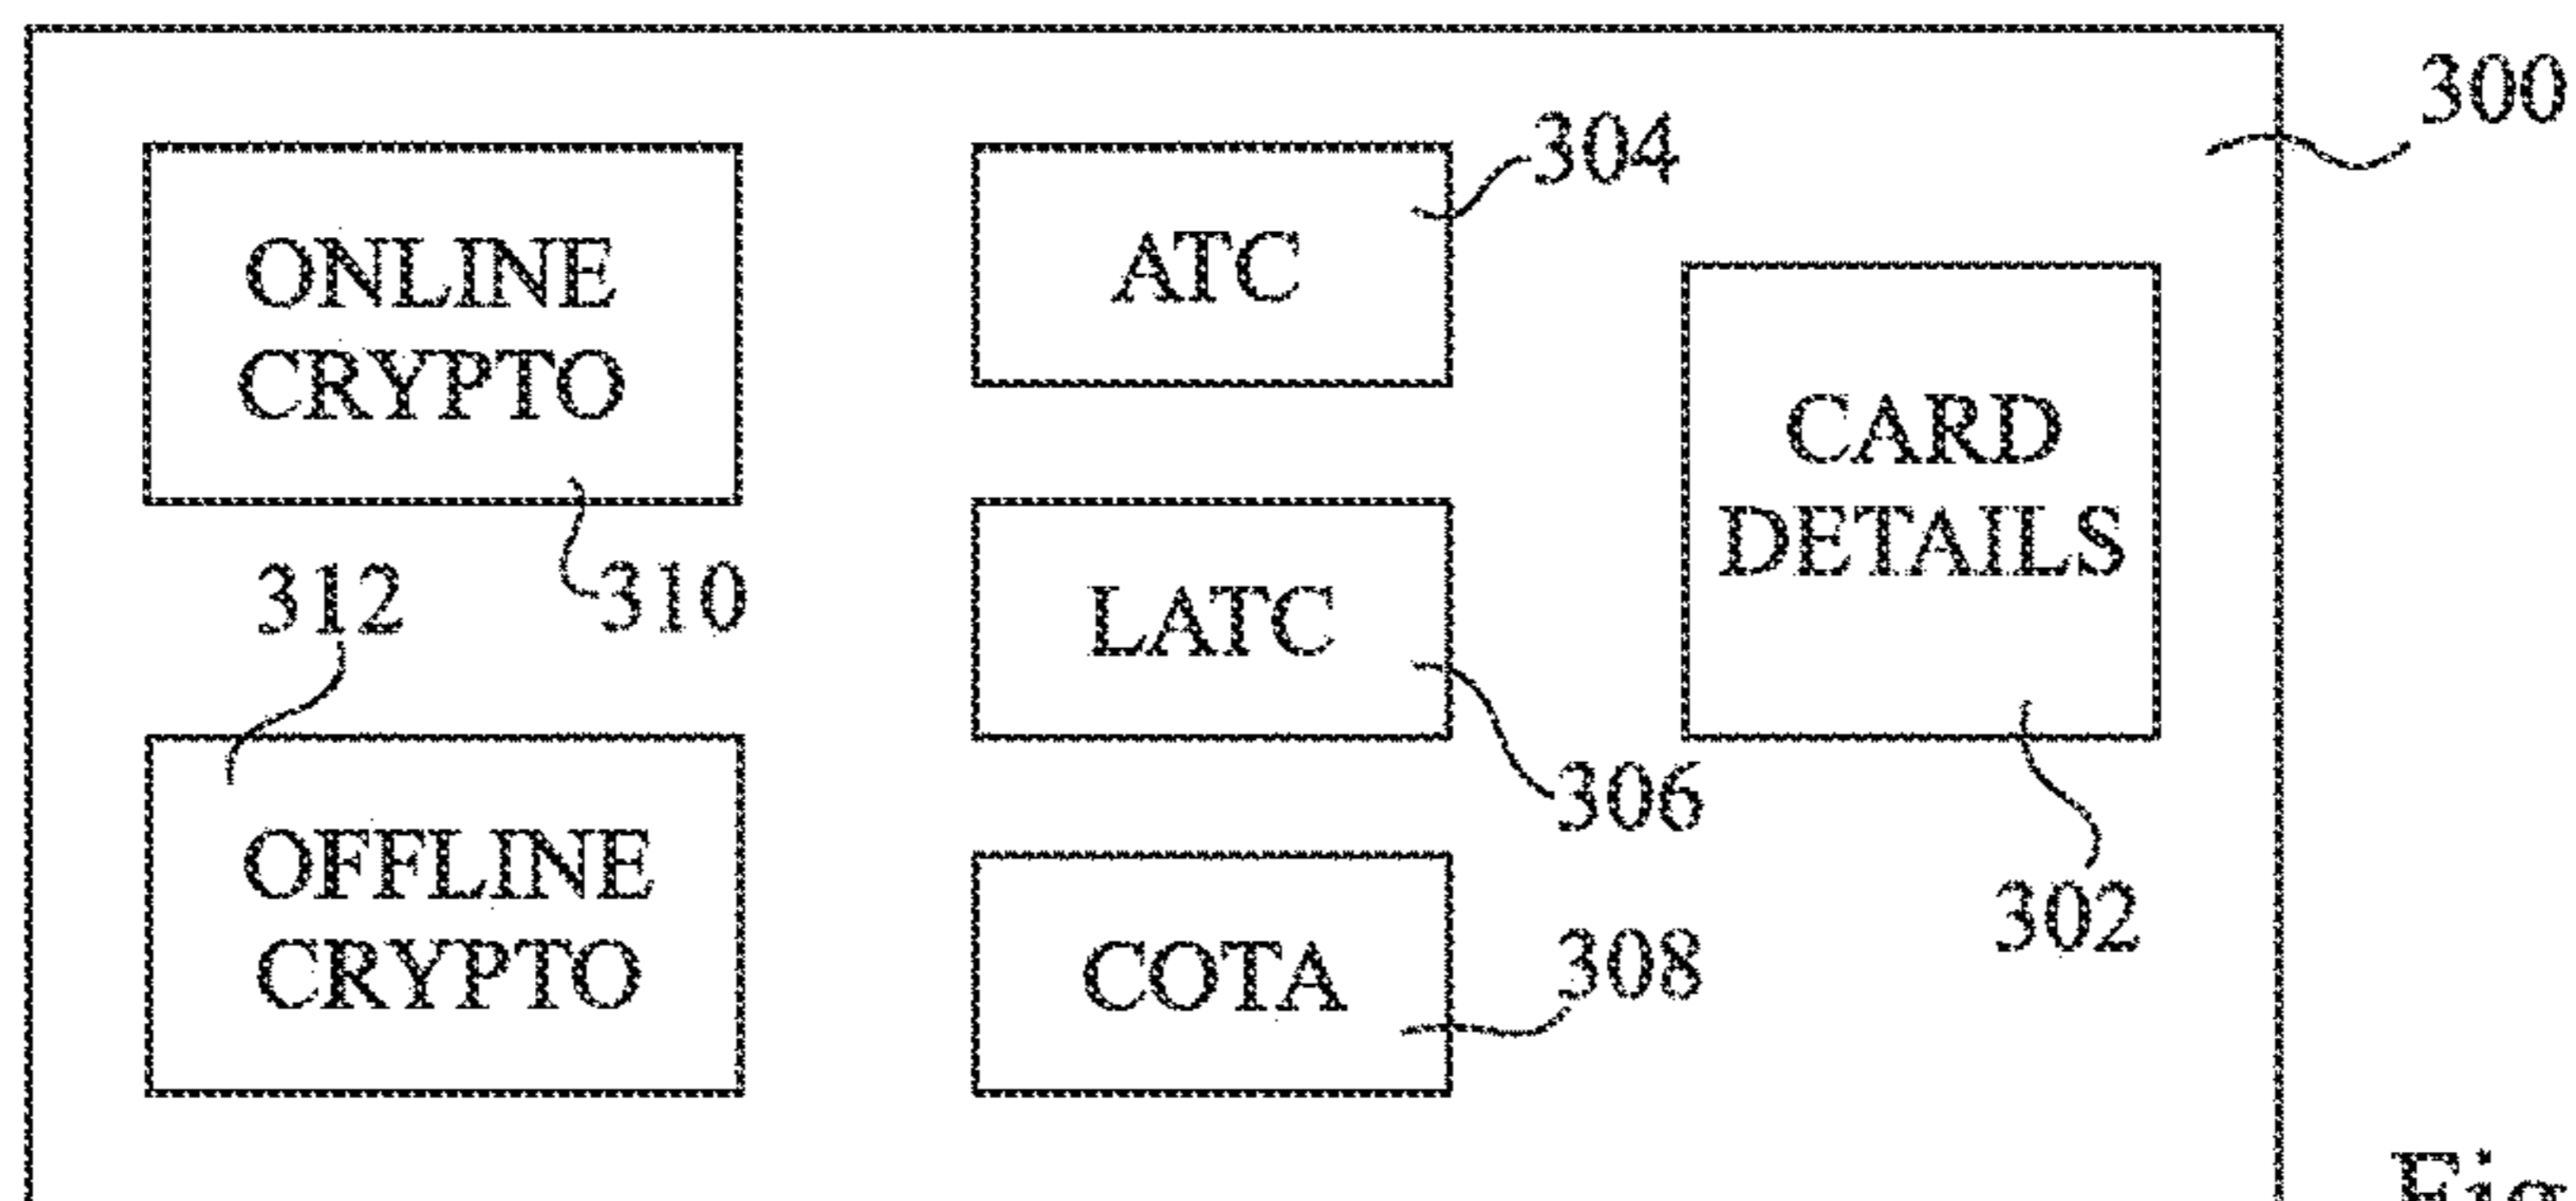 300
304
ONLINE
CRYPTO
ATC
CARD
DETAILS
312
310
LATC
306
OFFLINE
CRYPTO
COTA
308
302